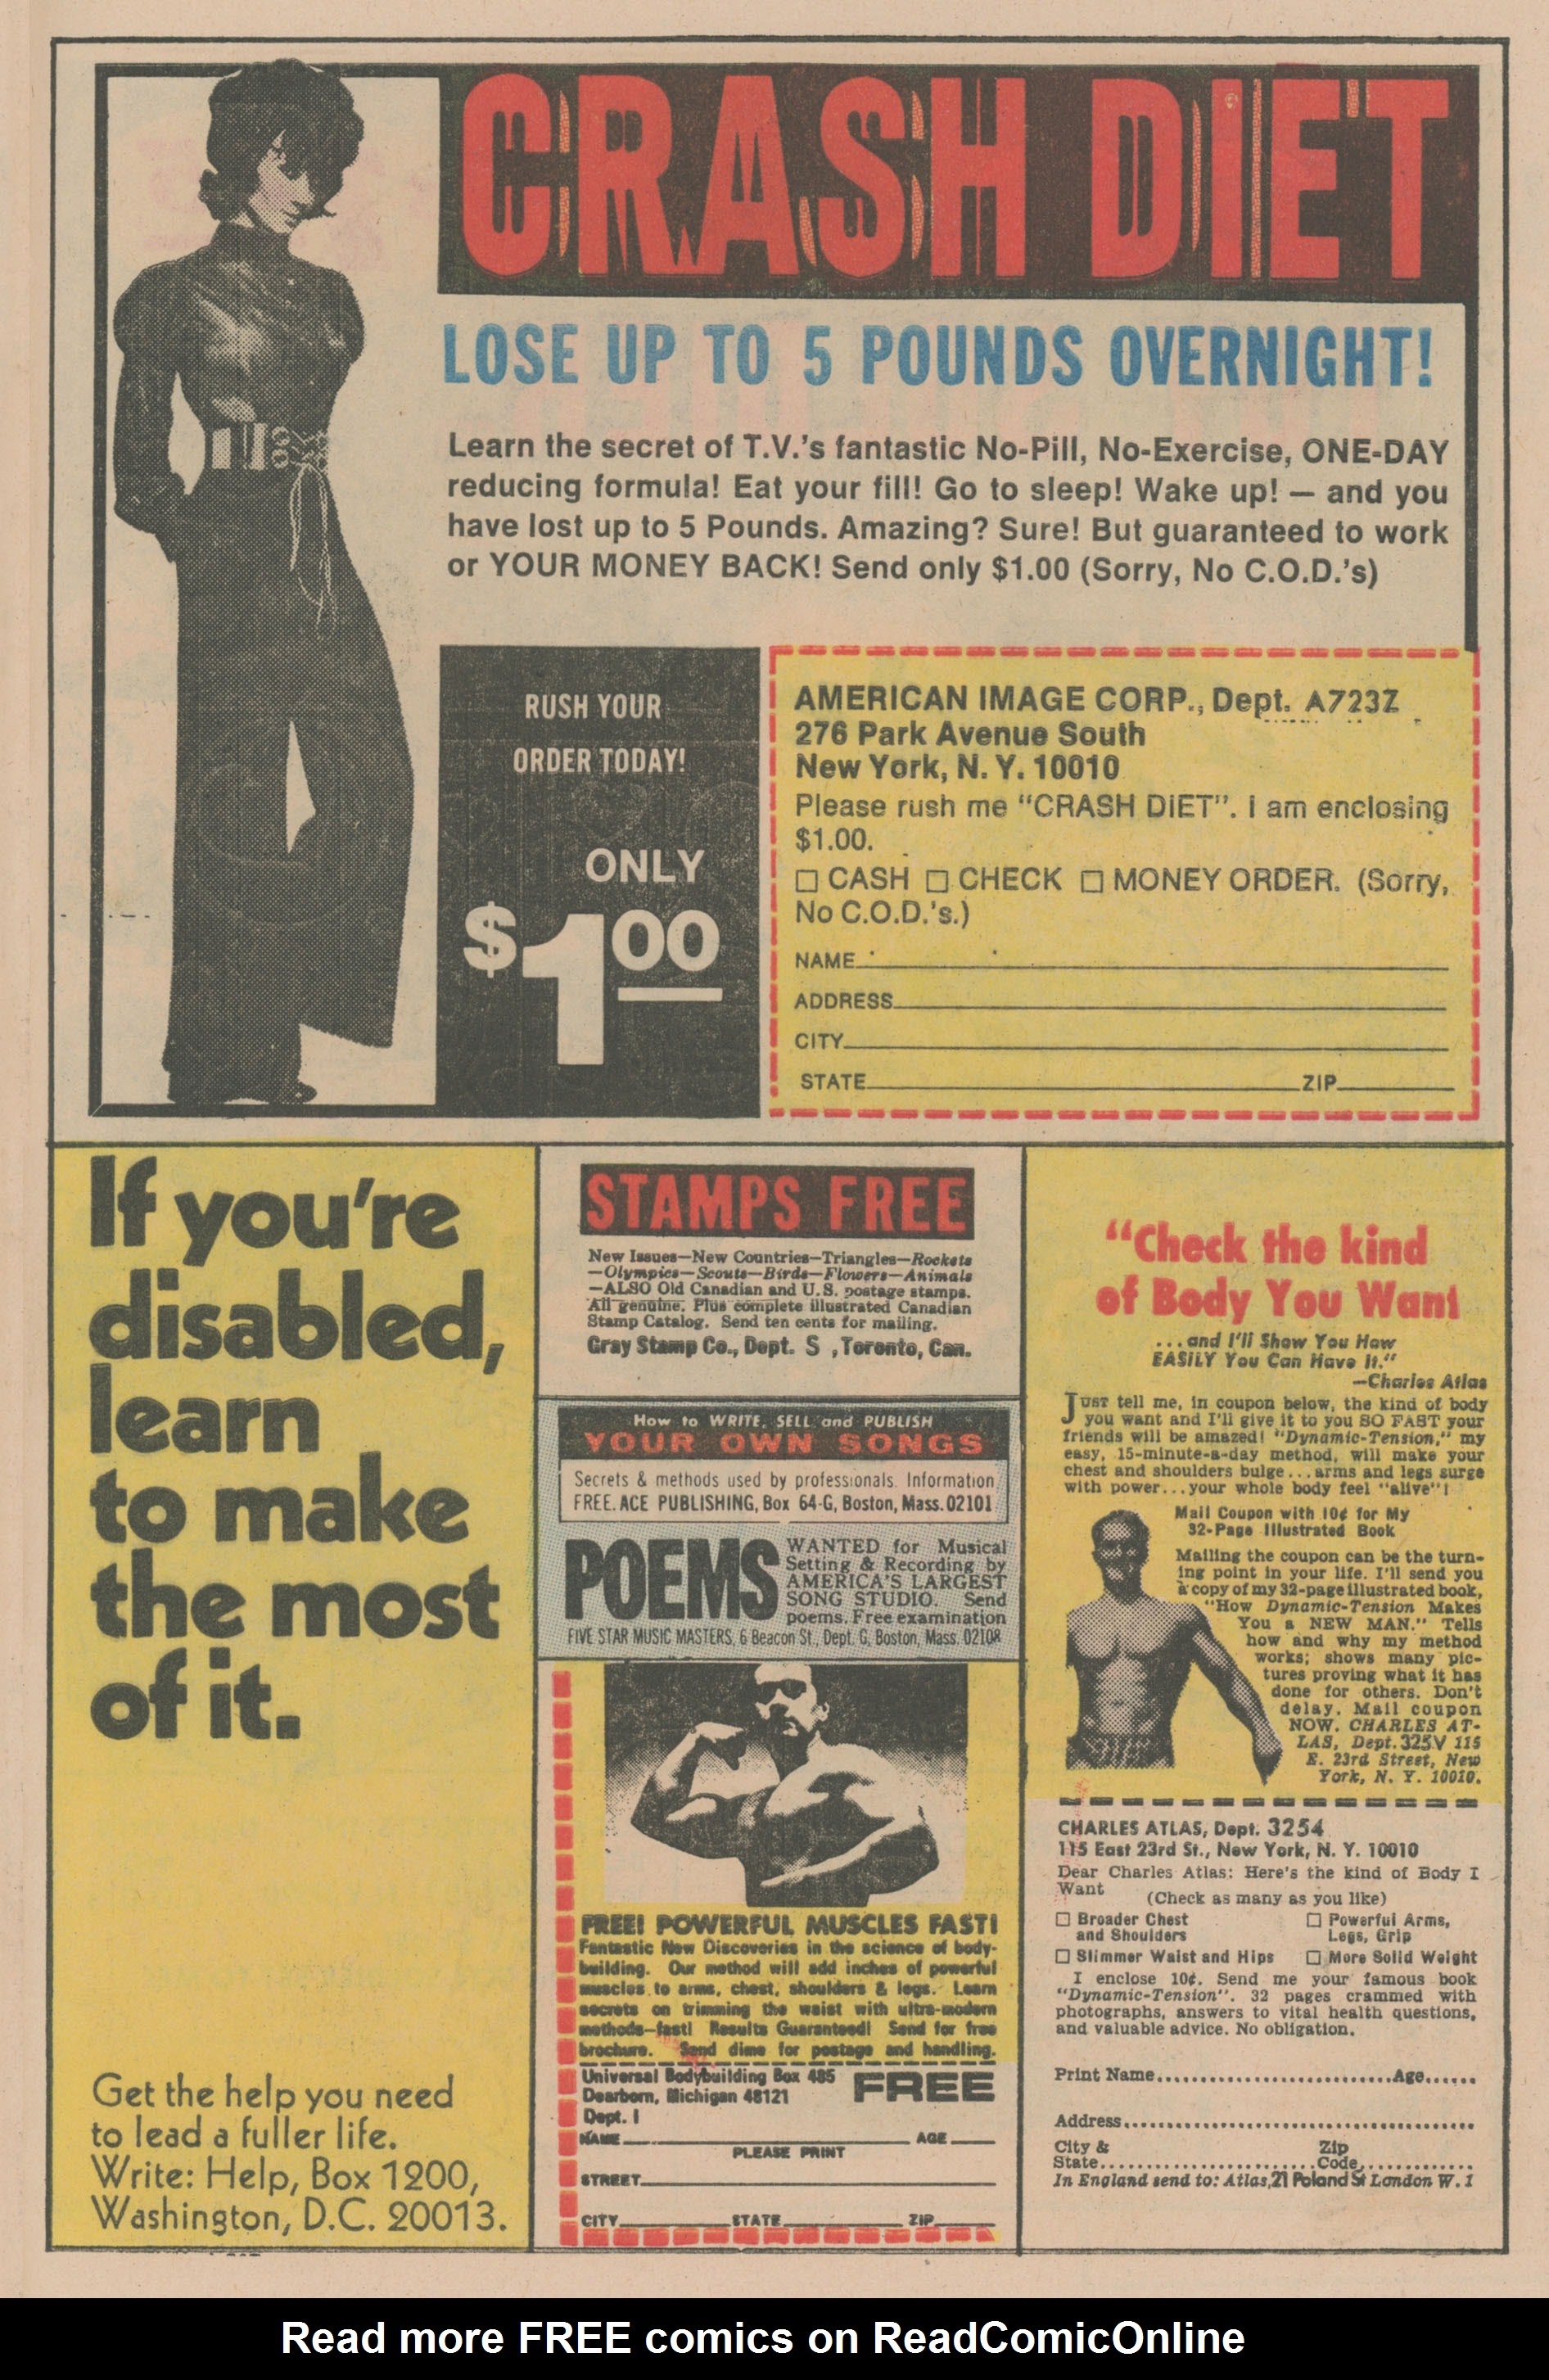 CRASH DIET
LOSE UP TO 5 POUNDS OVERNIGHT!
Learn the secret of T.V.'s fantastic No-Pill, No-Exercise, ONE-DAY
reducing formula! Eat your fill! Go to sleep! Wake up! — and you
have lost up to 5 Pounds. Amazing? Sure! But guaranteed to work
or YOUR MONEY BACK! Send only $1.00 (Sorry, No C.O.D.'s)
RUSH YOUR
ORDER TODAY!
ONLY
$1.00
AMERICAN IMAGE CORP., Dept. A723Z
276 Park Avenue South
New York, N. Y. 10010
Please rush me "CRASH DIET". I am enclosing
$1.00.
☐ CASH ☐ CHECK ☐ MONEY ORDER. (Sorry,
No C.O.D.'s.)
NAME
ADDRESS
CITY
STATE ZIP
If you're
disabled,
learn
to make
the most
of it.
Get the help you need
to lead a fuller life.
Write: Help, Box 1200,
Washington, D.C. 20013.
STAMPS FREE
New Issues—New Countries—Triangles—Rockets
—Olympics—Scouts—Birds—Flowers—Animals
—ALSO Old Canadian and U.S. postage stamps.
All genuine. Plus complete illustrated Canadian
Stamp Catalog. Send ten cents for mailing.
Gray Stamp Co., Dept. S , Toronto, Can.
How to WRITE, SELL and PUBLISH
YOUR OWN SONGS
Secrets & methods used by professionals. Information
FREE. ACE PUBLISHING, Box 64-G, Boston, Mass. 02101
POEMS
WANTED for Musical
Setting & Recording by
AMERICA'S LARGEST
SONG STUDIO. Send
poems. Free examination
FIVE STAR MUSIC MASTERS, 6 Beacon St., Dept. G, Boston, Mass. 02108
FREE! POWERFUL MUSCLES FAST!
Fantastic New Discoveries in the science of body-
building. Our method will add inches of powerful
muscles to arms, chest, shoulders & legs. Learn
secrets on trimming the waist with ultra-modern
methods—fast! Results Guaranteed! Send for free
brochure. Send dime for postage and handling.
Universal Bodybuilding Box 485
Dearborn, Michigan 48121
Dept. I
FREE
NAME AGE
PLEASE PRINT
STREET
CITY STATE ZIP
"Check the kind
of Body You Want
...and I'll Show You How
EASILY You Can Have It."
—Charles Atlas
JUST tell me, in coupon below, the kind of body
you want and I'll give it to you SO FAST your
friends will be amazed! "Dynamic-Tension," my
easy, 15-minute-a-day method, will make your
chest and shoulders bulge...arms and legs surge
with power...your whole body feel "alive"!
Mail Coupon with 10¢ for My
32-Page Illustrated Book
Mailing the coupon can be the turn-
ing point in your life. I'll send you
a copy of my 32-page illustrated book,
"How Dynamic-Tension Makes
You a NEW MAN." Tells
how and why my method
works; shows many pic-
tures proving what it has
done for others. Don't
delay. Mail coupon
NOW. CHARLES AT-
LAS, Dept. 325V 115
E. 23rd Street, New
York, N. Y. 10010.
CHARLES ATLAS, Dept. 3254
115 East 23rd St., New York, N. Y. 10010
Dear Charles Atlas: Here's the kind of Body I
Want
(Check as many as you like)
☐ Broader Chest ☐ Powerful Arms,
and Shoulders Legs, Grip
☐ Slimmer Waist and Hips ☐ More Solid Weight
I enclose 10¢. Send me your famous book
"Dynamic-Tension". 32 pages crammed with
photographs, answers to vital health questions,
and valuable advice. No obligation.
Print Name..............................Age......
Address........................................
City & Zip
State..........................Code.............
In England send to: Atlas, 21 Poland St London W. 1
Read more FREE comics on ReadComicOnline